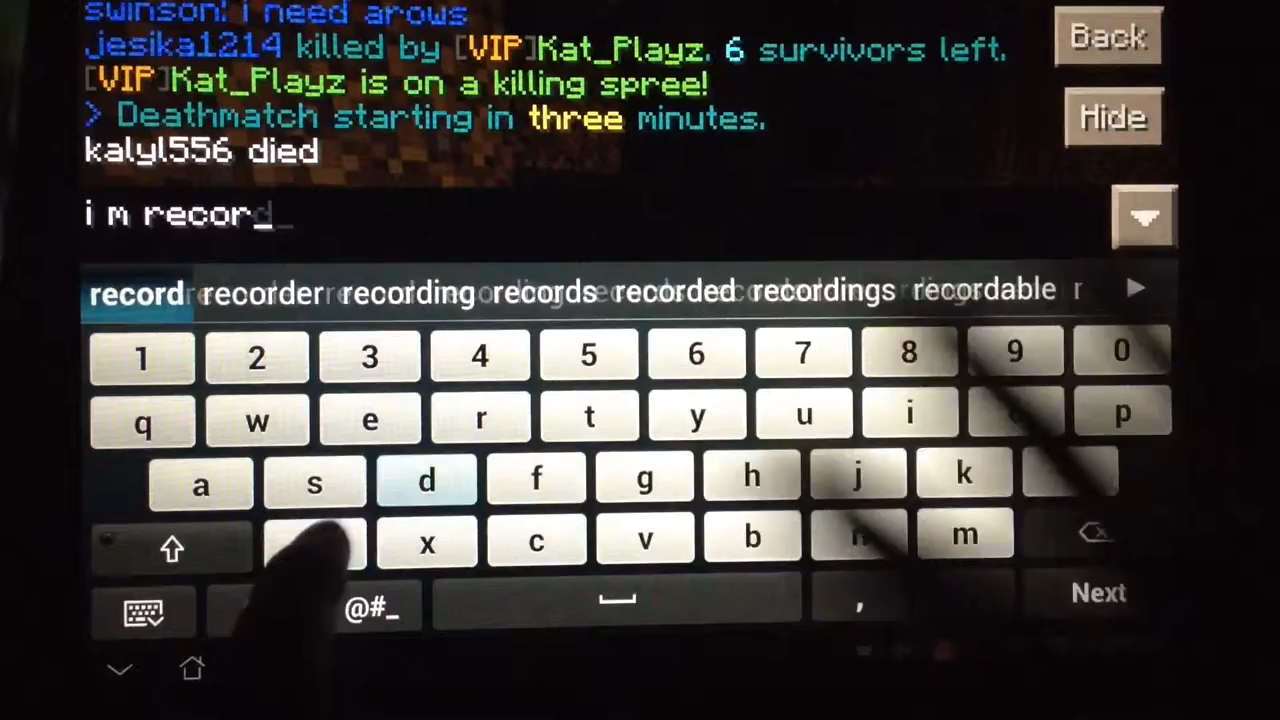 swinson: i need arows
jesika1214 killed by [VIP]Kat_Playz. 6 survivors left.
[VIP]Kat_Playz is on a killing spree!
> Deathmatch starting in three minutes.
kalyl556 died
Back
Hide
i m record_
record recorder recording records recorded recordings recordable r
1 2 3 4 5 6 7 8 9 0
q w e r t y u i p
a s d f g h j k
x c v b n m
@#_ , Next